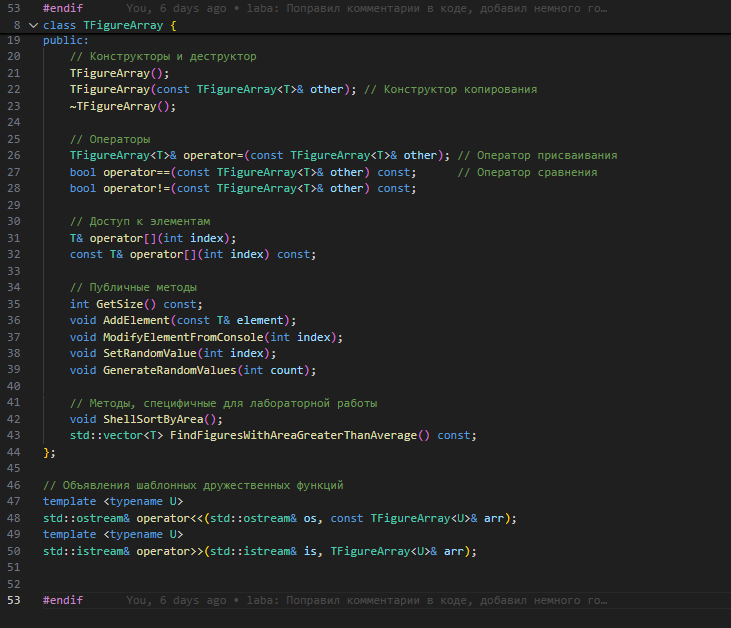 53 #endif You, 6 days ago • laba: Поправил комментарии в коде, добавил немного го…
8 class TFigureArray {
19 public:
20 // Конструкторы и деструктор
21 TFigureArray();
22 TFigureArray(const TFigureArray<T>& other); // Конструктор копирования
23 ~TFigureArray();
24
25 // Операторы
26 TFigureArray<T>& operator=(const TFigureArray<T>& other); // Оператор присваивания
27 bool operator==(const TFigureArray<T>& other) const; // Оператор сравнения
28 bool operator!=(const TFigureArray<T>& other) const;
29
30 // Доступ к элементам
31 T& operator[](int index);
32 const T& operator[](int index) const;
33
34 // Публичные методы
35 int GetSize() const;
36 void AddElement(const T& element);
37 void ModifyElementFromConsole(int index);
38 void SetRandomValue(int index);
39 void GenerateRandomValues(int count);
40
41 // Методы, специфичные для лабораторной работы
42 void ShellSortByArea();
43 std::vector<T> FindFiguresWithAreaGreaterThanAverage() const;
44 };
45
46 // Объявления шаблонных дружественных функций
47 template <typename U>
48 std::ostream& operator<<(std::ostream& os, const TFigureArray<U>& arr);
49 template <typename U>
50 std::istream& operator>>(std::istream& is, TFigureArray<U>& arr);
51
52
53 #endif You, 6 days ago • laba: Поправил комментарии в коде, добавил немного го…